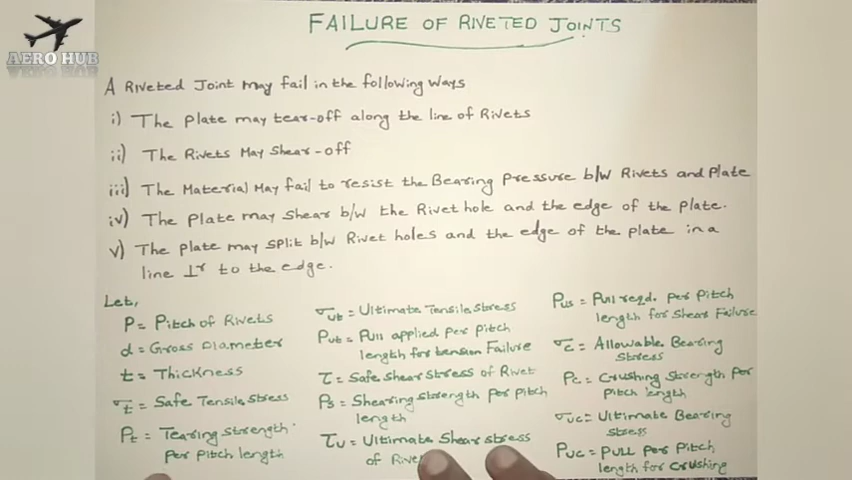 AERO HUB
FAILURE OF RIVETED JOINTS
A Riveted Joint may fail in the following ways
i) The plate may tear-off along the line of Rivets
ii) The Rivets May Shear-off
iii) The Material May fail to resist the Bearing Pressure b/w Rivets and Plate
iv) The plate may shear b/w the Rivet hole and the edge of the plate.
v) The plate may split b/w Rivet holes and the edge of the plate in a
line ⊥r to the edge.
Let,
P = Pitch of Rivets
d = Gross Diameter
t = Thickness
σt = Safe Tensile Stress
Pt = Tearing Strength
per pitch length
σut = Ultimate Tensile Stress
Put = Pull applied per pitch
length for tension Failure
τ = Safe shear stress of Rivet
Ps = Shearing strength per pitch
length
τu = Ultimate Shear stress
of
Pus = Pull reqd. per Pitch
length for Shear Failure
σc = Allowable Bearing
Stress
Pc = Crushing Strength per
pitch length
σuc = Ultimate Bearing
stress
Puc = PULL per Pitch
length for crushing